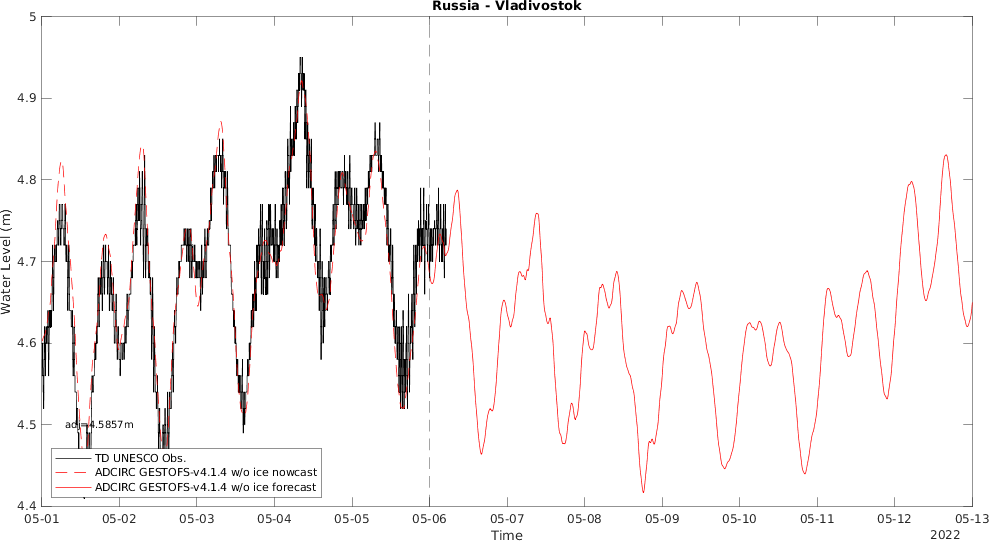 Russia - Vladivostok
5
4.9
4.8
4.7
4.6
4.5
4.4
Water Level (m)
adj=4.5857m
TD UNESCO Obs.
ADCIRC GESTOFS-v4.1.4 w/o ice nowcast
ADCIRC GESTOFS-v4.1.4 w/o ice forecast
05-01 05-02 05-03 05-04 05-05 05-06 05-07 05-08 05-09 05-10 05-11 05-12 05-13
Time
2022